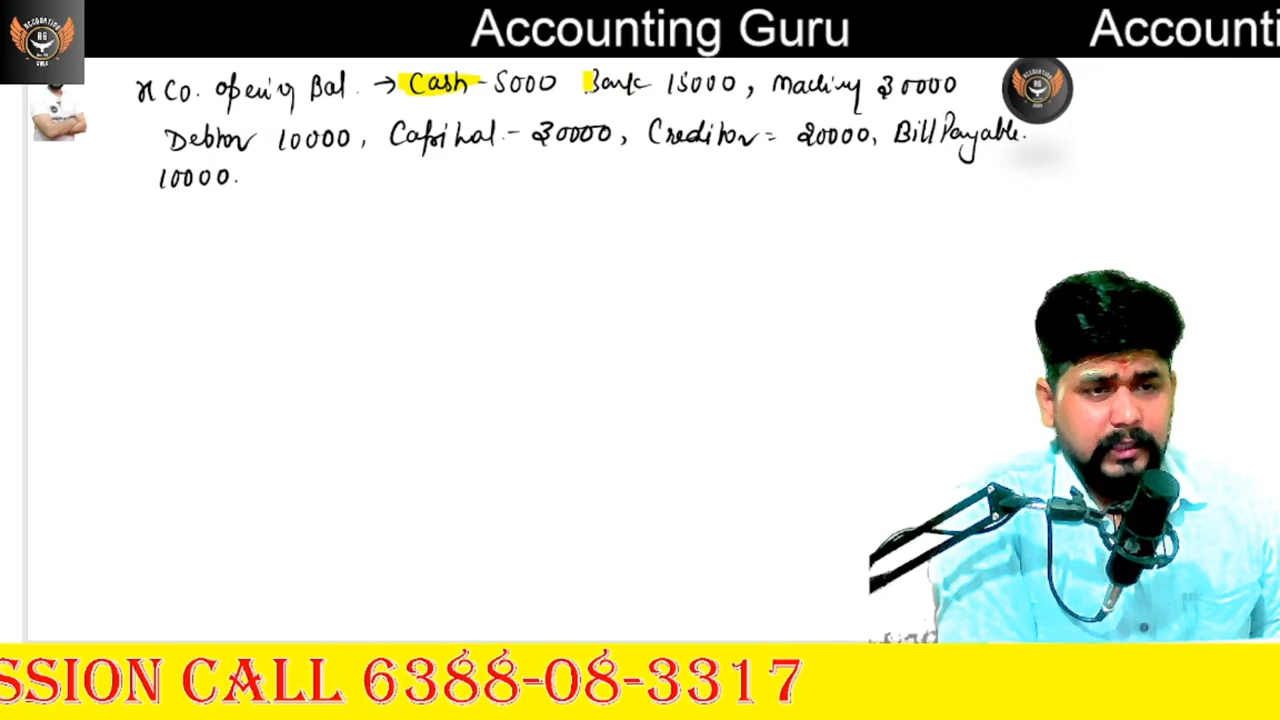 Accounting Guru
Accounti
x Co. opening Bal. → Cash - 5000 Bank 15000, Machinry 30000
Debtor 10000, Capital - 30000, Creditor = 20000, Bill Payable.
10000.
SSION CALL 6388-08-3317